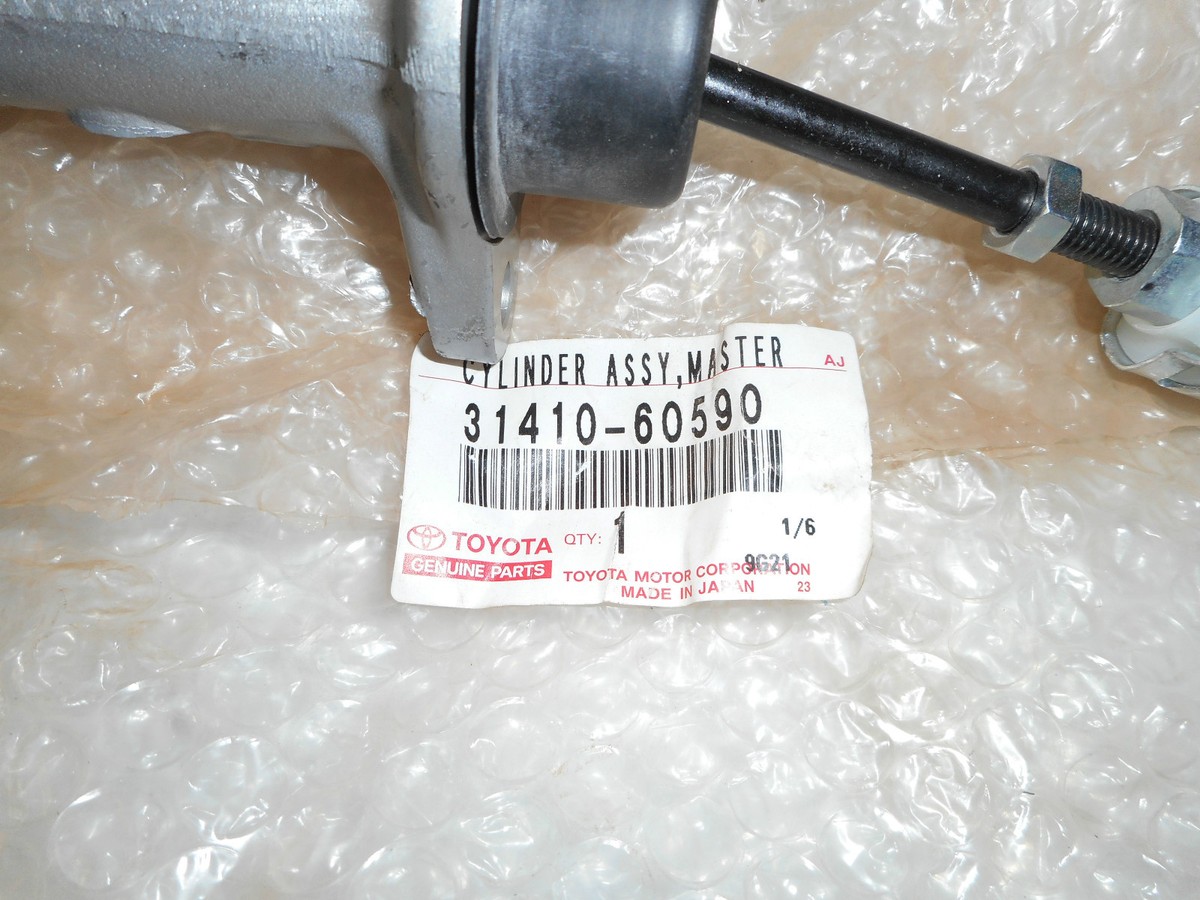 CYLINDER ASSY,MASTER AJ
31410-60590
TOYOTA QTY: 1 1/6
GENUINE PARTS
9G21
TOYOTA MOTOR CORPORATION
MADE IN JAPAN 23